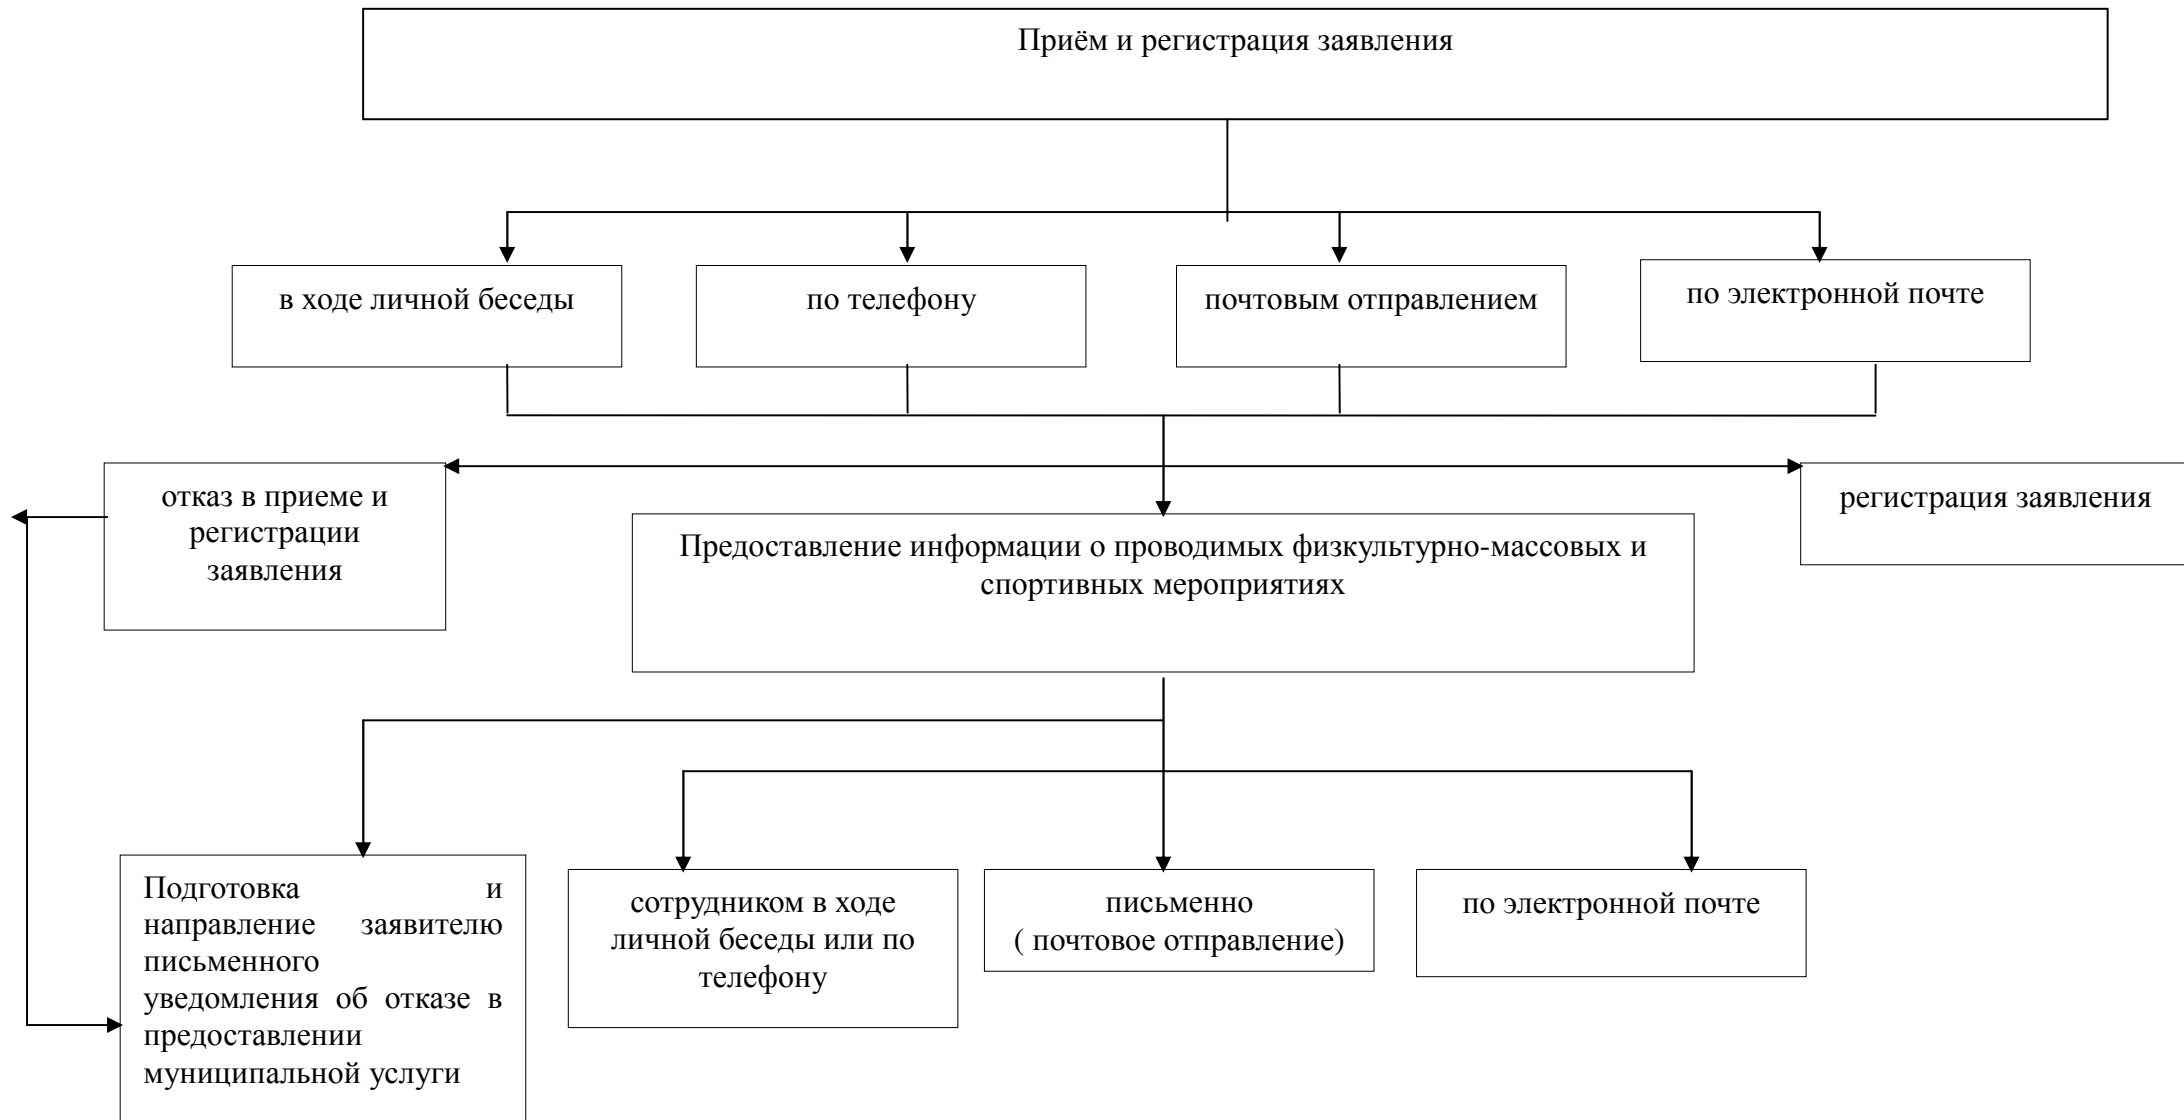 Приём и регистрация заявления
в ходе личной беседы
по телефону
почтовым отправлением
по электронной почте
отказ в приеме и
регистрации
заявления
регистрация заявления
Предоставление информации о проводимых физкультурно-массовых и
спортивных мероприятиях
Подготовка и
направление заявителю
письменного
уведомления об отказе в
предоставлении
муниципальной услуги
сотрудником в ходе
личной беседы или по
телефону
письменно
( почтовое отправление)
по электронной почте